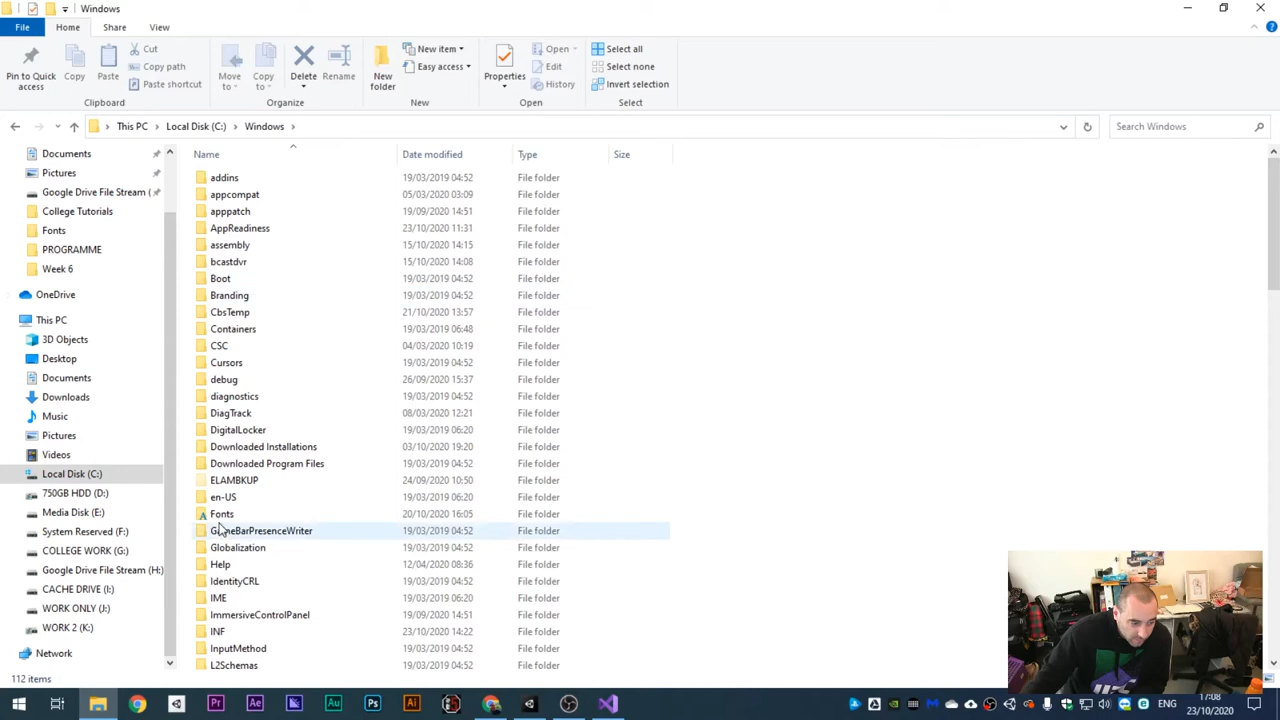 Windows
File Home Share View
Pin to Quick access
Copy
Paste
Cut
Copy path
Paste shortcut
Clipboard
Move to
Copy to
Delete
Rename
Organize
New folder
New item
Easy access
New
Properties
Open
Edit
History
Open
Select all
Select none
Invert selection
Select
This PC > Local Disk (C:) > Windows >
Search Windows
Documents
Pictures
Google Drive File Stream (
College Tutorials
Fonts
PROGRAMME
Week 6
OneDrive
This PC
3D Objects
Desktop
Documents
Downloads
Music
Pictures
Videos
Local Disk (C:)
750GB HDD (D:)
Media Disk (E:)
System Reserved (F:)
COLLEGE WORK (G:)
Google Drive File Stream (H:)
CACHE DRIVE (I:)
WORK ONLY (J:)
WORK 2 (K:)
Network
Name Date modified Type Size
addins 19/03/2019 04:52 File folder
appcompat 05/03/2020 03:09 File folder
apppatch 19/09/2020 14:51 File folder
AppReadiness 23/10/2020 11:31 File folder
assembly 15/10/2020 14:15 File folder
bcastdvr 15/10/2020 14:08 File folder
Boot 19/03/2019 04:52 File folder
Branding 19/03/2019 04:52 File folder
CbsTemp 21/10/2020 13:57 File folder
Containers 19/03/2019 06:48 File folder
CSC 04/03/2020 10:19 File folder
Cursors 19/03/2019 04:52 File folder
debug 26/09/2020 15:37 File folder
diagnostics 19/03/2019 04:52 File folder
DiagTrack 08/03/2020 12:21 File folder
DigitalLocker 19/03/2019 06:20 File folder
Downloaded Installations 03/10/2020 19:20 File folder
Downloaded Program Files 19/03/2019 04:52 File folder
ELAMBKUP 24/09/2020 10:50 File folder
en-US 19/03/2019 06:20 File folder
Fonts 20/10/2020 16:05 File folder
GameBarPresenceWriter 19/03/2019 04:52 File folder
Globalization 19/03/2019 04:52 File folder
Help 12/04/2020 08:36 File folder
IdentityCRL 19/03/2019 04:52 File folder
IME 19/03/2019 06:20 File folder
ImmersiveControlPanel 19/09/2020 14:51 File folder
INF 23/10/2020 14:22 File folder
InputMethod 19/03/2019 04:52 File folder
L2Schemas 19/03/2019 04:52 File folder
112 items
Pr Ae Au Ps Ai
ENG
17:08
23/10/2020